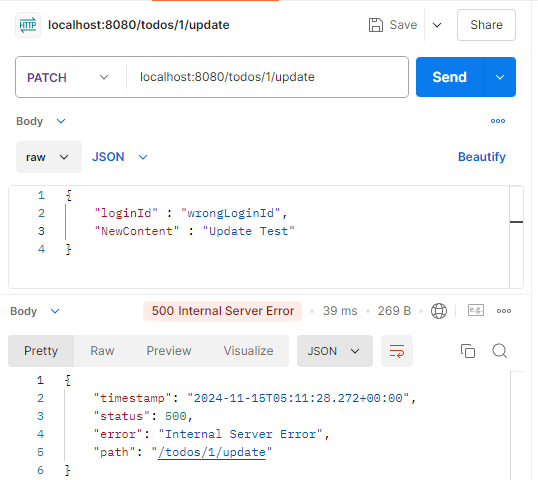 HTTP localhost:8080/todos/1/update Save Share
PATCH localhost:8080/todos/1/update Send
Body
raw JSON Beautify
1 {
2 "loginId" : "wrongLoginId",
3 "NewContent" : "Update Test"
4 }
Body 500 Internal Server Error 39 ms 269 B e.g.
Pretty Raw Preview Visualize JSON
1 {
2 "timestamp": "2024-11-15T05:11:28.272+00:00",
3 "status": 500,
4 "error": "Internal Server Error",
5 "path": "/todos/1/update"
6 }